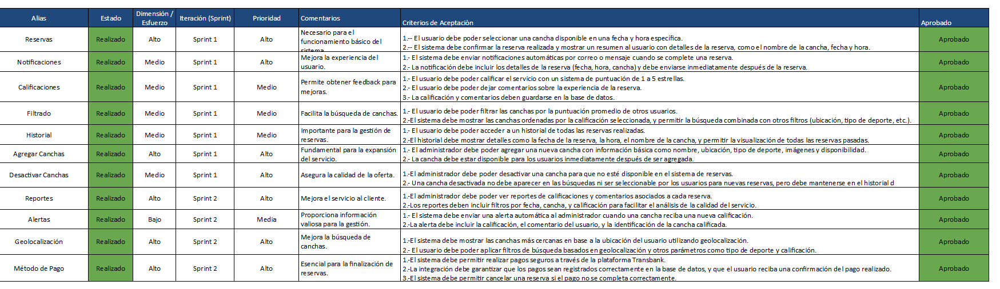 Alias Estado Dimensión / Esfuerzo Iteración (Sprint) Prioridad Comentarios Criterios de Aceptaciòn Aprobado
Reservas Realizado Alto Sprint 1 Alto Necesario para el funcionamiento básico del sistema. Aprobado
1.-- El usuario debe poder seleccionar una cancha disponible en una fecha y hora específica.
2.-- El sistema debe confirmar la reserva realizada y mostrar un resumen al usuario con detalles de la reserva, como el nombre de la cancha, fecha y hora.
Notificaciones Realizado Medio Sprint 1 Alto Mejora la experiencia del usuario. Aprobado
1.- El sistema debe enviar notificaciones automáticas por correo o mensaje cuando se complete una reserva.
2.- La notificación debe incluir los detalles de la reserva (fecha, hora, cancha) y debe enviarse inmediatamente después de la reserva.
Calificaciones Realizado Medio Sprint 1 Medio Permite obtener feedback para mejoras. Aprobado
1.- El usuario debe poder calificar el servicio con un sistema de puntuación de 1 a 5 estrellas.
2.- El usuario debe poder dejar comentarios sobre la experiencia de la reserva.
3.- La calificación y comentarios deben guardarse en la base de datos.
Filtrado Realizado Medio Sprint 1 Medio Facilita la búsqueda de canchas. Aprobado
1.- El usuario debe poder filtrar las canchas por la puntuación promedio de otros usuarios.
2.-El sistema debe mostrar las canchas ordenadas por la calificación seleccionada, y permitir la búsqueda combinada con otros filtros (ubicación, tipo de deporte, etc.).
Historial Realizado Medio Sprint 1 Medio Importante para la gestión de reservas. Aprobado
1.- El usuario debe poder acceder a un historial de todas las reservas realizadas.
2.-El historial debe mostrar detalles como la fecha de la reserva, la hora, el nombre de la cancha, y permitir la visualización de todas las reservas pasadas.
Agregar Canchas Realizado Alto Sprint 1 Alto Fundamental para la expansión del servicio. Aprobado
1.- El administrador debe poder agregar una nueva cancha con información básica como nombre, ubicación, tipo de deporte, imágenes y disponibilidad.
2.- La cancha debe estar disponible para los usuarios inmediatamente después de ser agregada.
Desactivar Canchas Realizado Medio Sprint 1 Alto Asegura la calidad de la oferta. Aprobado
1.-El administrador debe poder desactivar una cancha para que no esté disponible en el sistema de reservas.
2.- Una cancha desactivada no debe aparecer en las búsquedas ni ser seleccionable por los usuarios para nuevas reservas, pero debe mantenerse en el historial d
Reportes Realizado Alto Sprint 2 Alto Mejora el servicio al cliente. Aprobado
1.-El administrador debe poder ver reportes de calificaciones y comentarios asociados a cada reserva.
2.-Los reportes deben incluir filtros por fecha, cancha, y calificación para facilitar el análisis de la calidad del servicio.
Alertas Realizado Bajo Sprint 2 Media Proporciona información valiosa para la gestión. Aprobado
1.- El sistema debe enviar una alerta automática al administrador cuando una cancha reciba una nueva calificación.
2.-La alerta debe incluir la calificación, el comentario del usuario, y la identificación de la cancha calificada.
Geolocalización Realizado Alto Sprint 2 Alto Mejora la búsqueda de canchas. Aprobado
1.-El sistema debe mostrar las canchas más cercanas en base a la ubicación del usuario utilizando geolocalización.
2.- El usuario debe poder aplicar filtros de búsqueda basados en geolocalización y otros parámetros como tipo de deporte y calificación.
Método de Pago Realizado Alto Sprint 2 Alto Esencial para la finalización de reservas. Aprobado
1.-El sistema debe permitir realizar pagos seguros a través de la plataforma Transbank.
2.-La integración debe garantizar que los pagos sean registrados correctamente en la base de datos, y que el usuario reciba una confirmación del pago realizado.
3.-El sistema debe permitir cancelar una reserva si el pago no se completa correctamente.